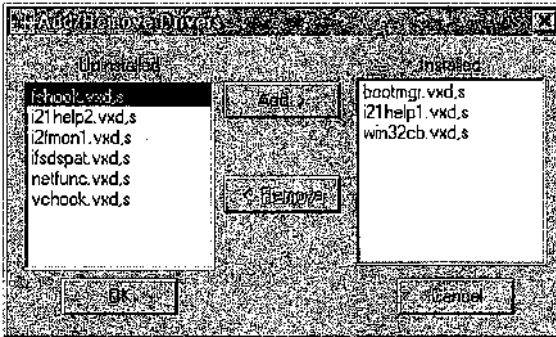 Add/Remove Drivers
Uninstalled
Installed
fshook.vxd,s
i21help2.vxd,s
i2fmon1.vxd,s
ifsdspat.vxd,s
netfunc.vxd,s
vchook.vxd,s
Add >
< Remove
bootmgr.vxd,s
i21help1.vxd,s
win32cb.vxd,s
OK
Cancel